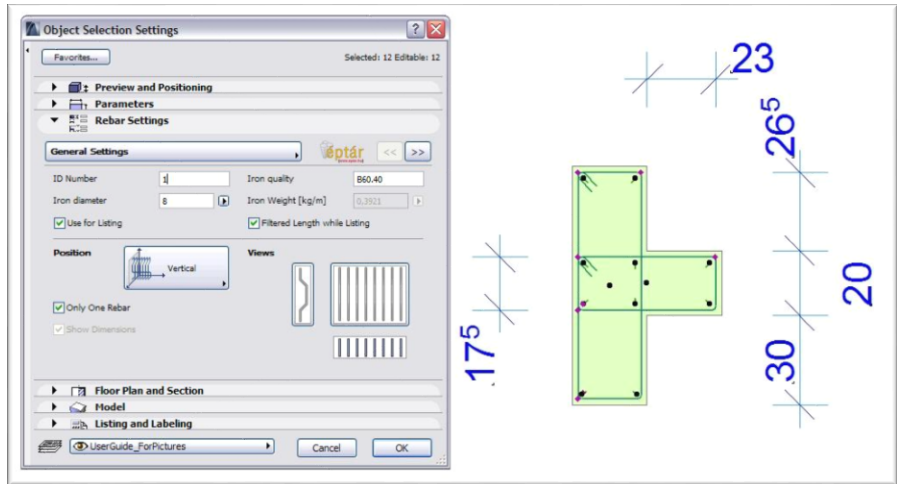 Object Selection Settings
Favorites...
Selected: 12 Editable: 12
Preview and Positioning
Parameters
Rebar Settings
General Settings
éptár
<< >>
ID Number 1 Iron quality B60.40
Iron diameter 8 Iron Weight [kg/m] 0,3921
Use for Listing Filtered Length while Listing
Position Vertical Views
Only One Rebar
Show Dimensions
Floor Plan and Section
Model
Listing and Labeling
UserGuide_ForPictures Cancel OK
23
26⁵
20
17⁵
30